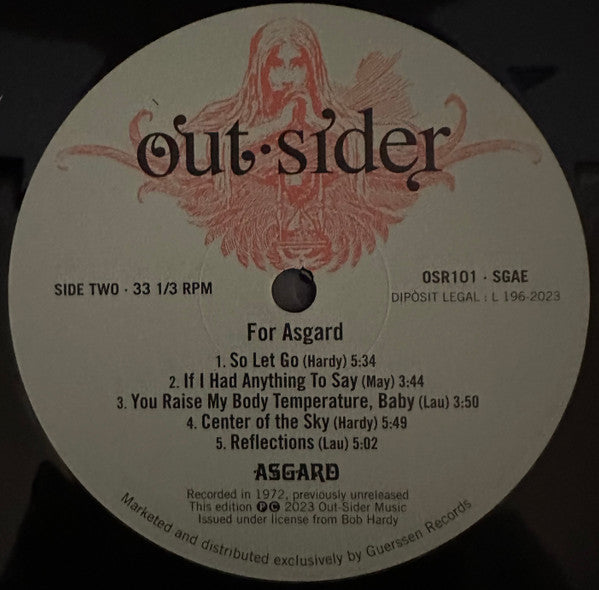 out·sider
SIDE TWO · 33 1/3 RPM
OSR101 · SGAE
DIPÒSIT LEGAL : L 196-2023
For Asgard
1. So Let Go (Hardy) 5:34
2. If I Had Anything To Say (May) 3:44
3. You Raise My Body Temperature, Baby (Lau) 3:50
4. Center of the Sky (Hardy) 5:49
5. Reflections (Lau) 5:02
ASGARD
Recorded in 1972, previously unreleased
This edition ℗© 2023 Out-Sider Music
Issued under license from Bob Hardy
Marketed and distributed exclusively by Guerssen Records